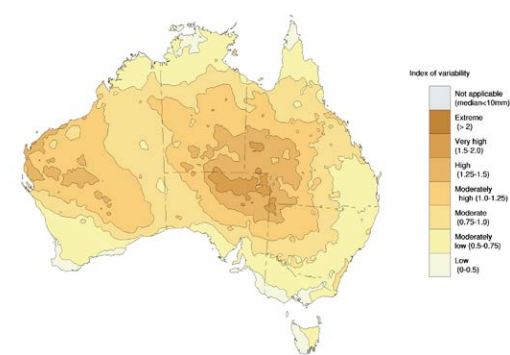 Index of variability
Not applicable
(median<10mm)
Extreme
(> 2)
Very high
(1.5-2.0)
High
(1.25-1.5)
Moderately
high (1.0-1.25)
Moderate
(0.75-1.0)
Moderately
low (0.5-0.75)
Low
(0-0.5)